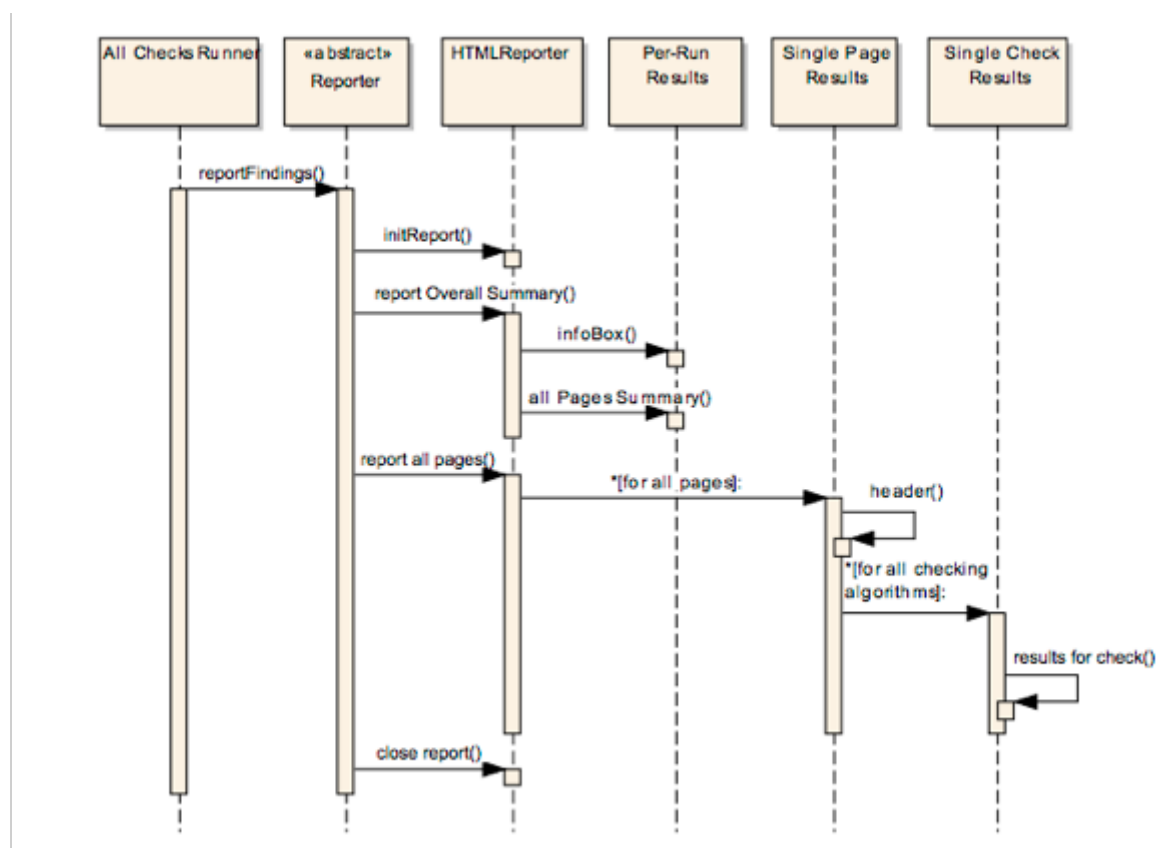 All Checks Runner
«abstract»
Reporter
HTMLReporter
Per-Run
Results
Single Page
Results
Single Check
Results
reportFindings()
initReport()
report Overall Summary()
infoBox()
all Pages Summary()
report all pages()
*[for all pages]:
header()
*[for all checking
algorithms]:
results for check()
close report()